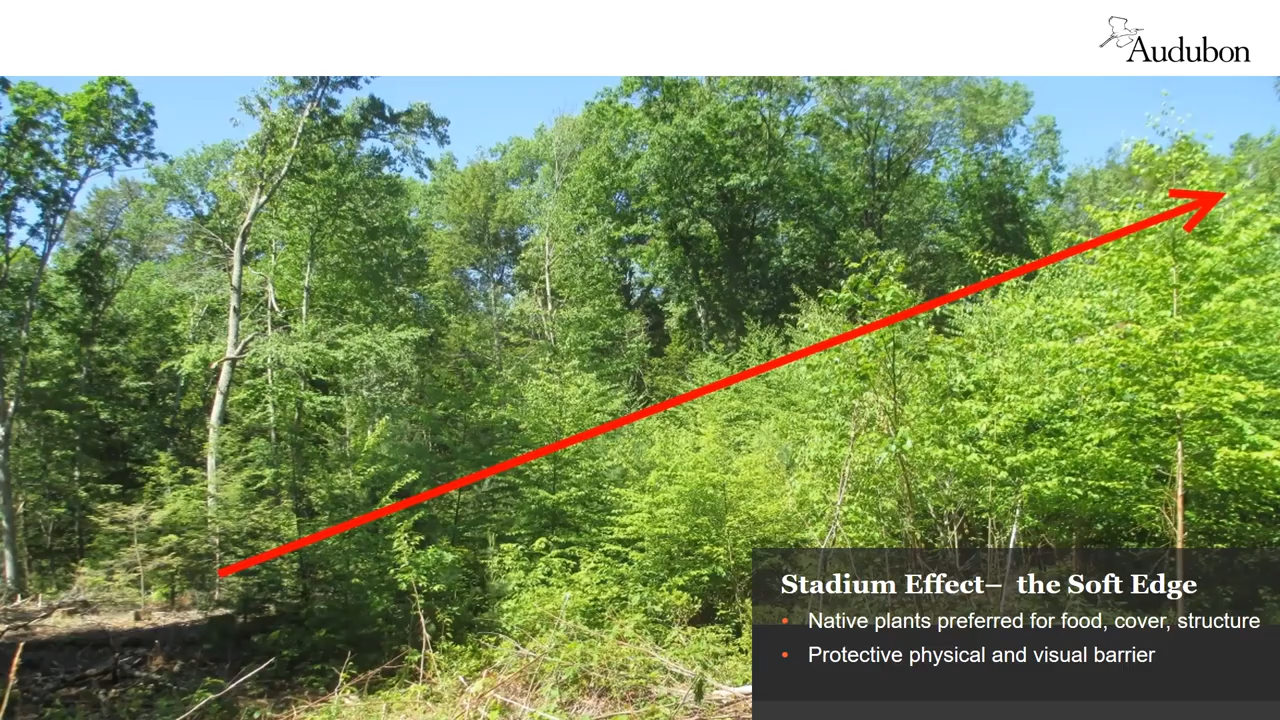 Audubon
Stadium Effect–  the Soft Edge
• Native plants preferred for food, cover, structure
• Protective physical and visual barrier